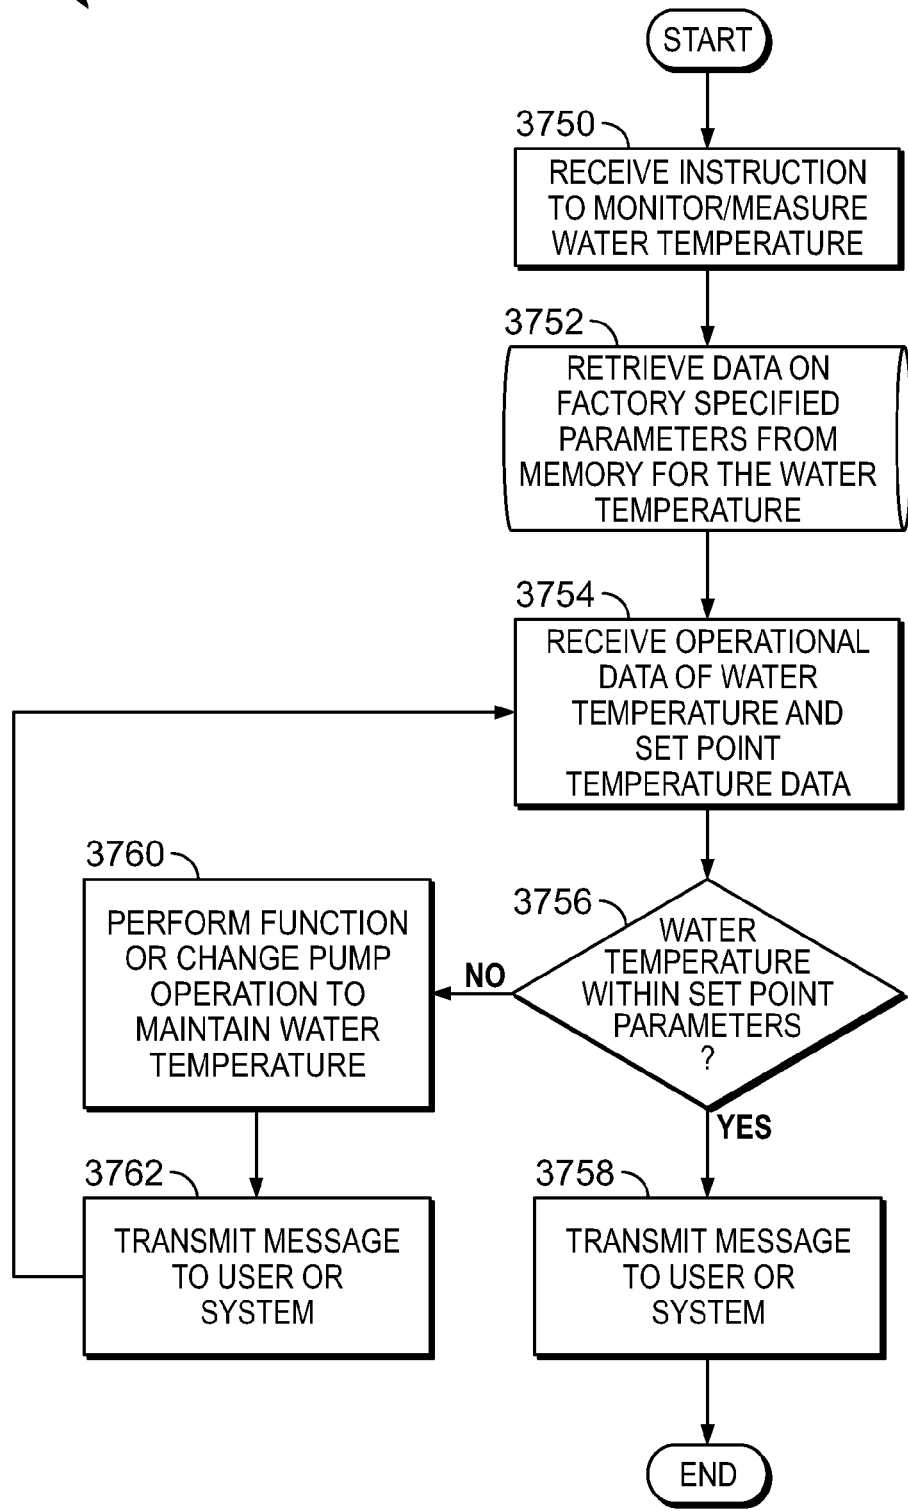 START
3750
RECEIVE INSTRUCTION
TO MONITOR/MEASURE
WATER TEMPERATURE
3752
RETRIEVE DATA ON
FACTORY SPECIFIED
PARAMETERS FROM
MEMORY FOR THE WATER
TEMPERATURE
3754
RECEIVE OPERATIONAL
DATA OF WATER
TEMPERATURE AND
SET POINT
TEMPERATURE DATA
3756
WATER
TEMPERATURE
WITHIN SET POINT
PARAMETERS
?
NO
3760
PERFORM FUNCTION
OR CHANGE PUMP
OPERATION TO
MAINTAIN WATER
TEMPERATURE
3762
TRANSMIT MESSAGE
TO USER OR
SYSTEM
YES
3758
TRANSMIT MESSAGE
TO USER OR
SYSTEM
END